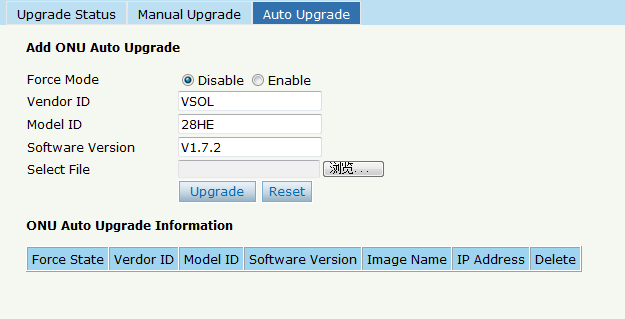 Upgrade Status Manual Upgrade Auto Upgrade
Add ONU Auto Upgrade
Force Mode Disable Enable
Vendor ID VSOL
Model ID 28HE
Software Version V1.7.2
Select File 浏览...
Upgrade Reset
ONU Auto Upgrade Information
Force State Verdor ID Model ID Software Version Image Name IP Address Delete